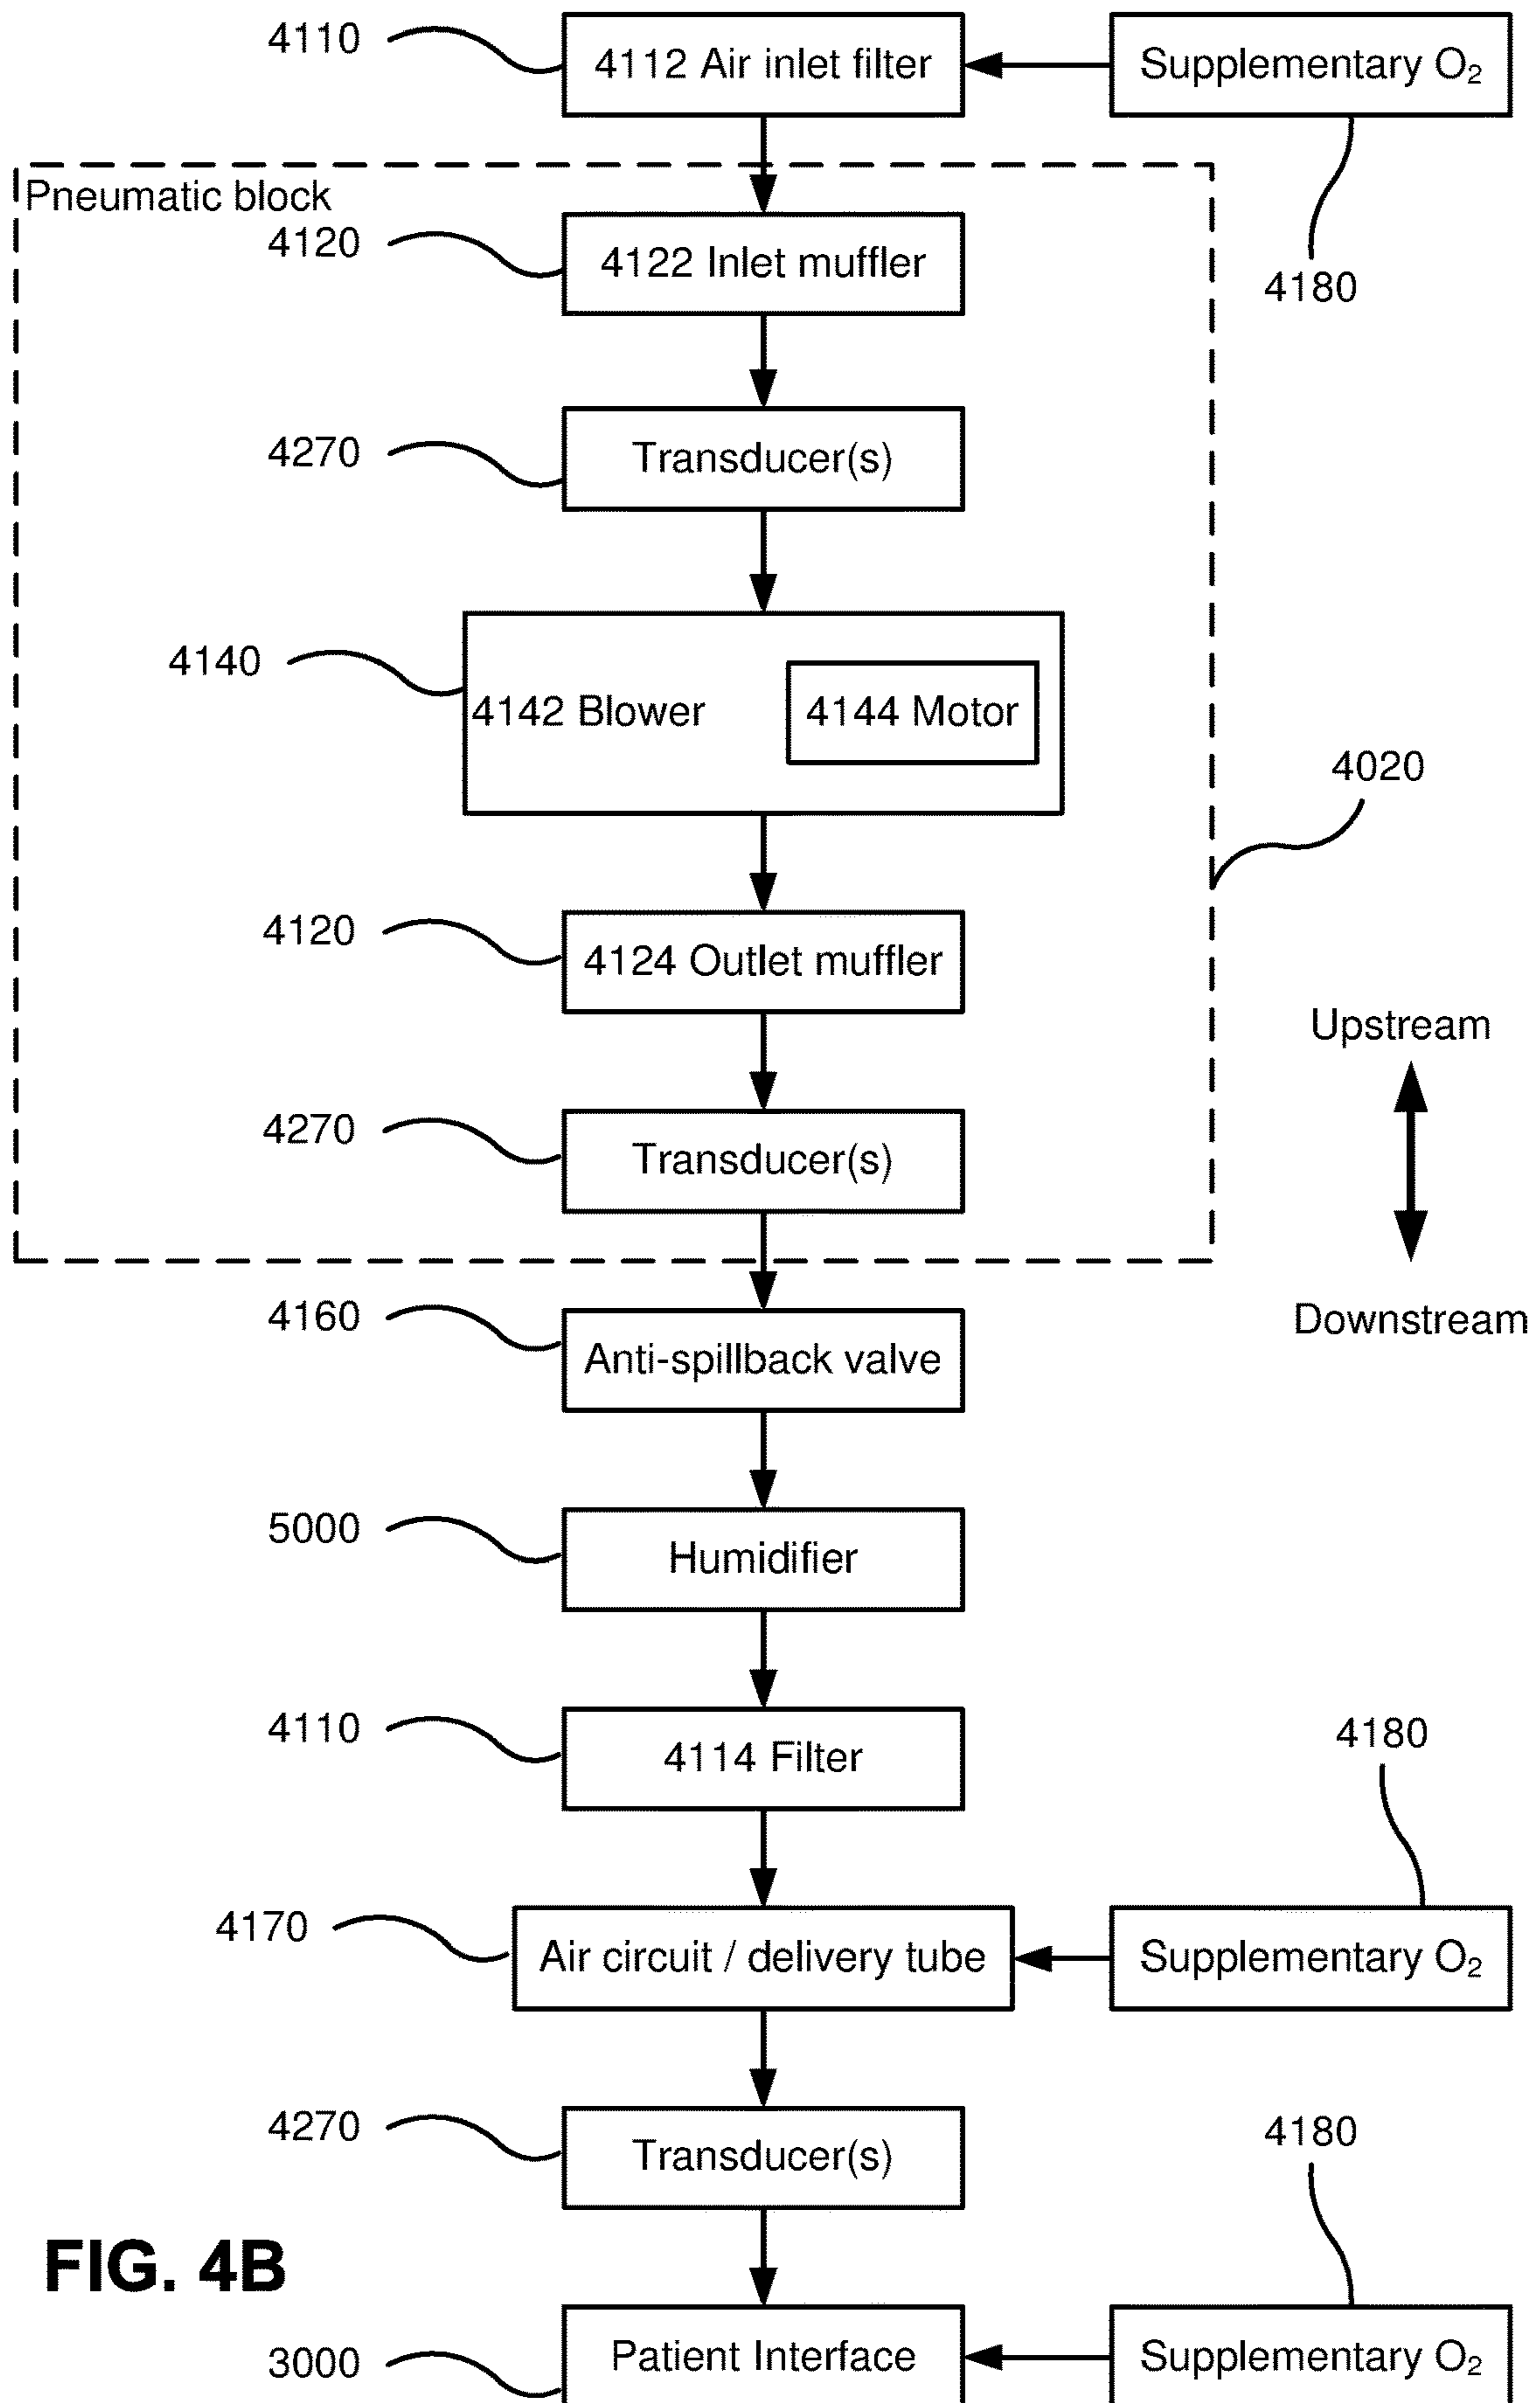 4110
4112 Air inlet filter
Supplementary O₂
Pneumatic block
4120
4122 Inlet muffler
4180
4270
Transducer(s)
4140
4142 Blower
4144 Motor
4020
4120
4124 Outlet muffler
Upstream
4270
Transducer(s)
Downstream
4160
Anti-spillback valve
5000
Humidifier
4110
4114 Filter
4180
4170
Air circuit / delivery tube
Supplementary O₂
4270
Transducer(s)
4180
FIG. 4B
3000
Patient Interface
Supplementary O₂